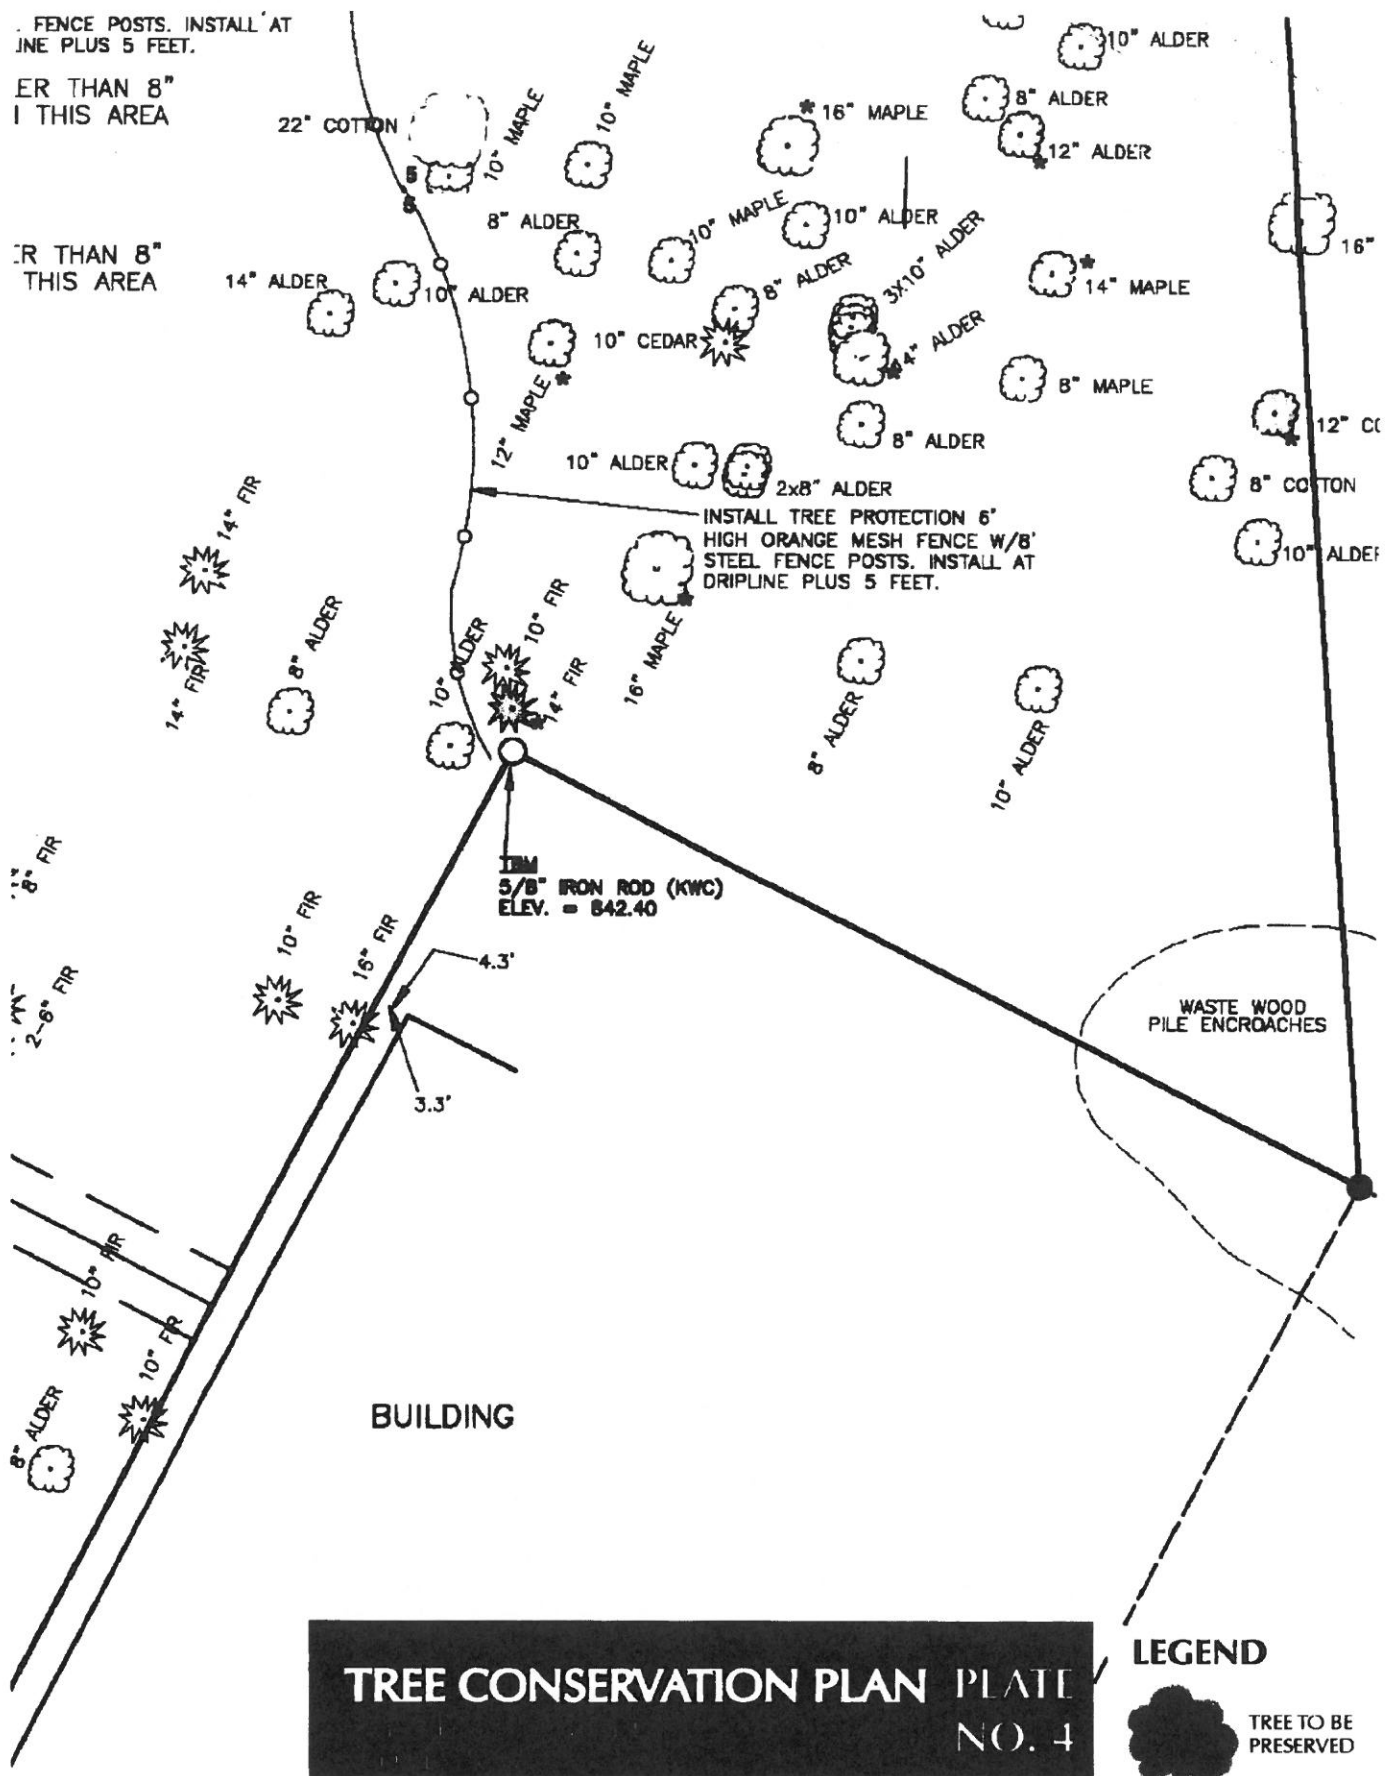 . FENCE POSTS. INSTALL AT
INE PLUS 5 FEET.
ER THAN 8"
I THIS AREA
22" COTTON
10" MAPLE
10" MAPLE
* 16" MAPLE
10" ALDER
8" ALDER
12" ALDER
*
5
8" ALDER
10" MAPLE
10" ALDER
3X10" ALDER
16"
ER THAN 8"
THIS AREA
14" ALDER
10" ALDER
8" ALDER
*
14" MAPLE
10" CEDAR
14" ALDER
12" MAPLE *
8" MAPLE
12" CO
8" ALDER
10" ALDER
2x8" ALDER
8" COTTON
14" FIR
INSTALL TREE PROTECTION 6'
HIGH ORANGE MESH FENCE W/8'
STEEL FENCE POSTS. INSTALL AT
DRIPLINE PLUS 5 FEET.
10" ALDER
14" FIR
8" ALDER
10" ALDER
10" FIR
14" FIR
16" MAPLE *
8" ALDER
10" ALDER
TBM
5/8" IRON ROD (KWC)
ELEV. = 842.40
8" FIR
10" FIR
16" FIR
4.3'
2-6" FIR
3.3'
WASTE WOOD
PILE ENCROACHES
10" FIR
10" FIR
8" ALDER
BUILDING
TREE CONSERVATION PLAN PLATE
NO. 4
LEGEND
TREE TO BE
PRESERVED